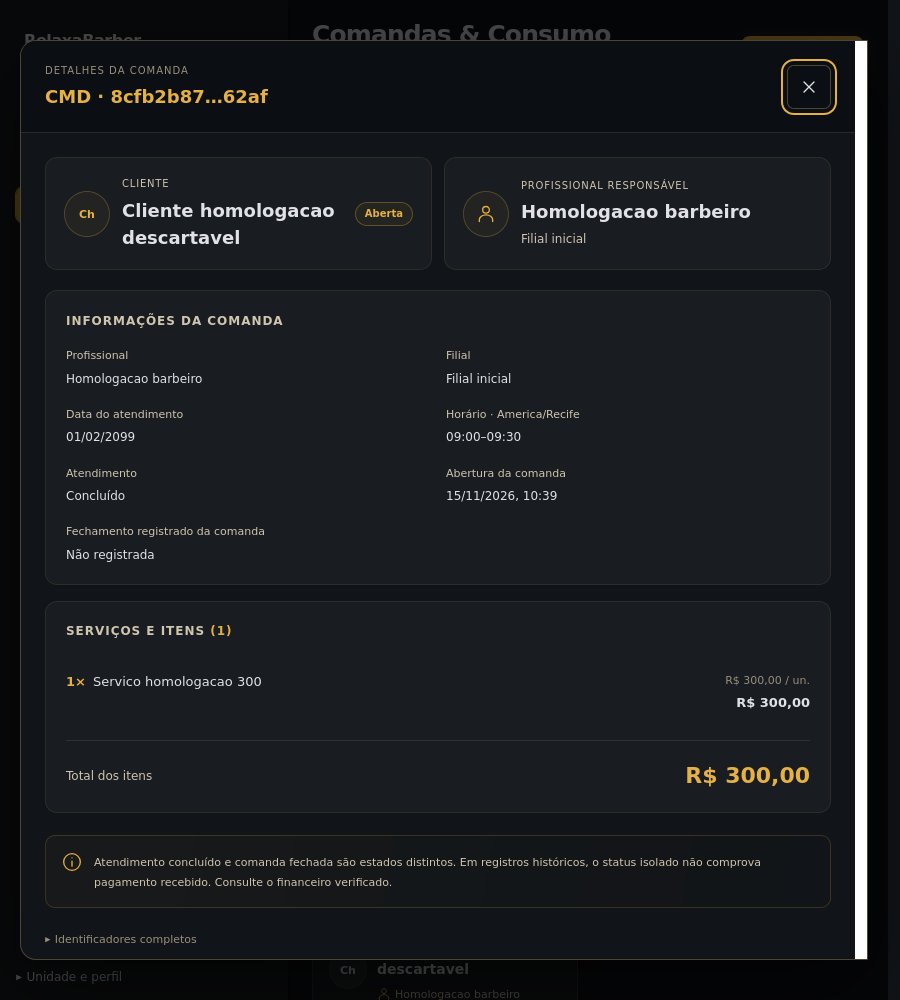 RelaxaBarber
Comandas & Consumo
DETALHES DA COMANDA
CMD · 8cfb2b87…62af
CLIENTE
Ch
Cliente homologacao
descartavel
Aberta
PROFISSIONAL RESPONSÁVEL
Homologacao barbeiro
Filial inicial
INFORMAÇÕES DA COMANDA
Profissional
Homologacao barbeiro
Filial
Filial inicial
Data do atendimento
01/02/2099
Horário · America/Recife
09:00–09:30
Atendimento
Concluído
Abertura da comanda
15/11/2026, 10:39
Fechamento registrado da comanda
Não registrada
SERVIÇOS E ITENS (1)
1× Servico homologacao 300
R$ 300,00 / un.
R$ 300,00
Total dos itens
R$ 300,00
Atendimento concluído e comanda fechada são estados distintos. Em registros históricos, o status isolado não comprova
pagamento recebido. Consulte o financeiro verificado.
▸ Identificadores completos
Ch
descartavel
▸ Unidade e perfil
Homologacao barbeiro